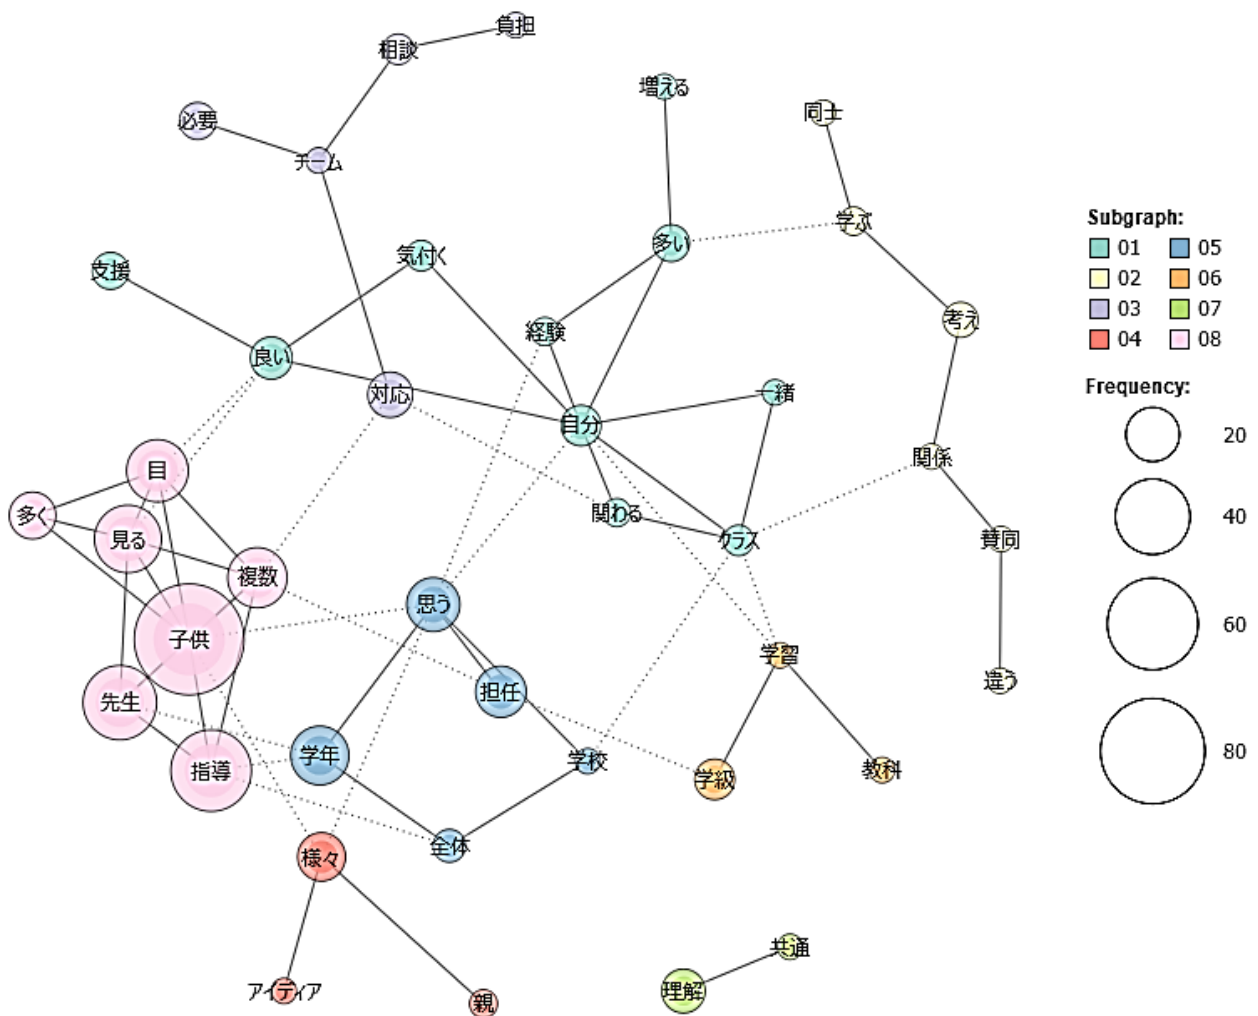 負担
相談
増える
同士
必要
チーム
学ぶ
多い
気付く
支援
考え
経験
良い
対応
一緒
自分
関係
目
多く
関わる
見る
クラス
賛同
複数
思う
子供
学習
違う
担任
先生
学年
学校
指導
学級
教科
全体
様々
共通
アイディア
理解
親
Subgraph:
01 05
02 06
03 07
04 08
Frequency:
20
40
60
80